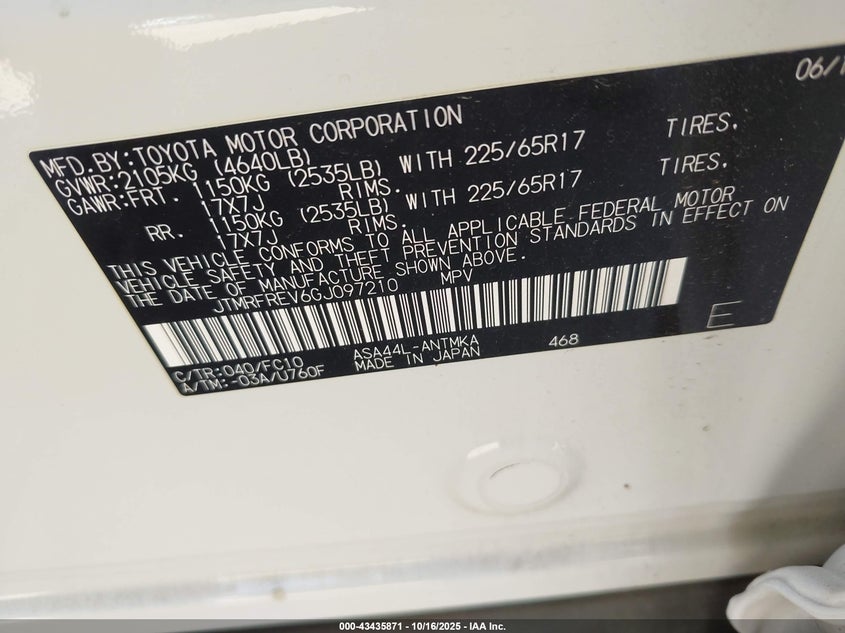 06/1
MFD.BY:TOYOTA MOTOR CORPORATION
GVWR:2105KG (4640LB)
GAWR:FRT. 1150KG (2535LB) WITH 225/65R17 TIRES.
17X7J RIMS.
RR. 1150KG (2535LB) WITH 225/65R17 TIRES.
17X7J RIMS.
THIS VEHICLE CONFORMS TO ALL APPLICABLE FEDERAL MOTOR
VEHICLE SAFETY AND THEFT PREVENTION STANDARDS IN EFFECT ON
THE DATE OF MANUFACTURE SHOWN ABOVE.
JTMRFREV6GJ097210 MPV
E
C/TR:040/FC10 ASA44L-ANTMKA 468
A/TM:-03A/U760F MADE IN JAPAN
000-43435871 - 10/16/2025 - IAA Inc.